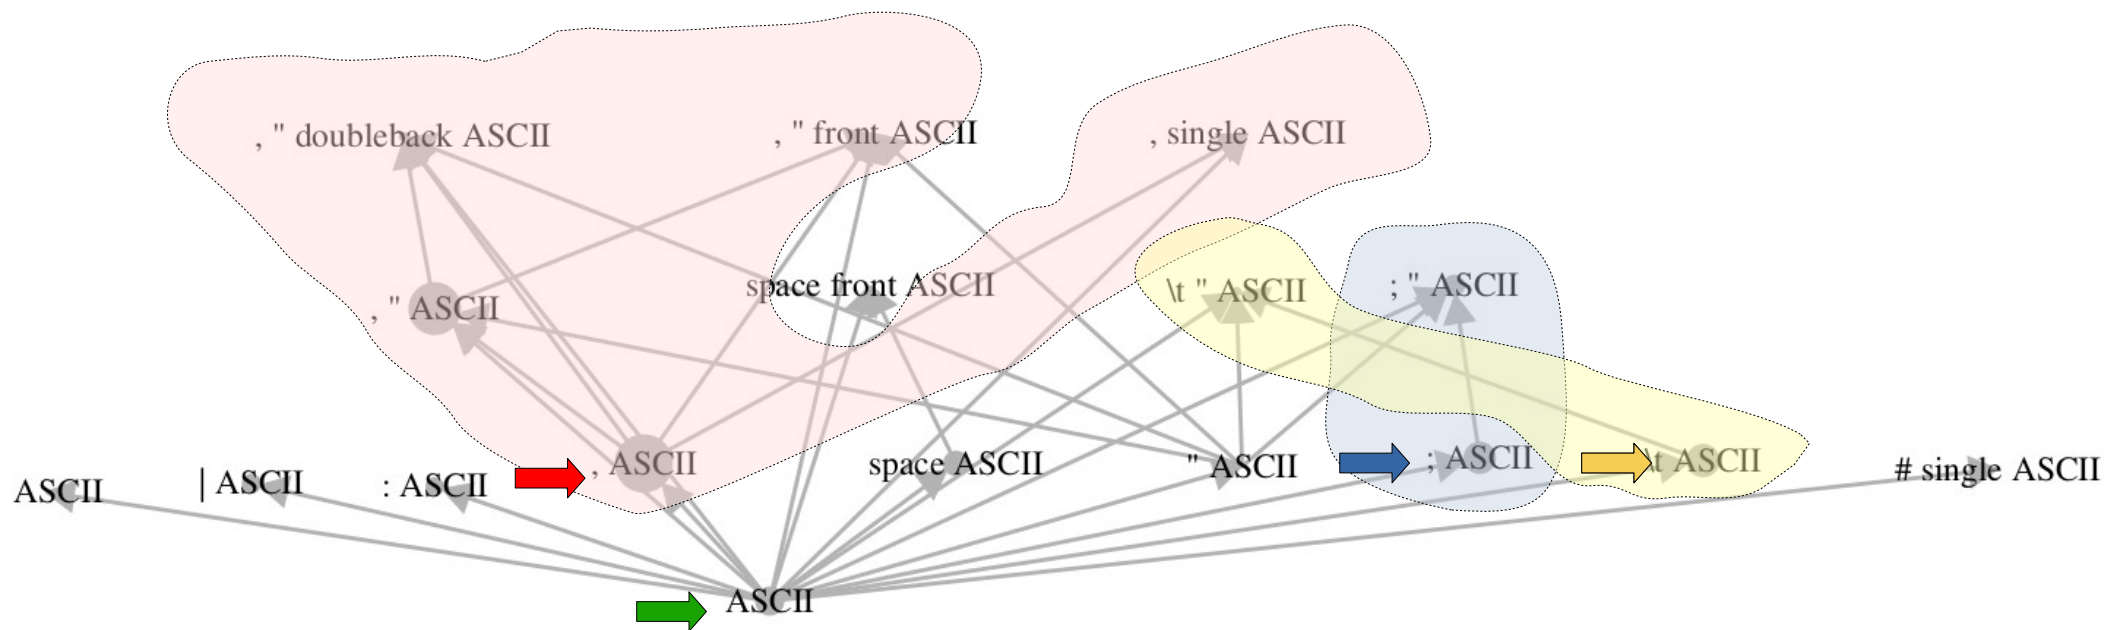 , " doubleback ASCII
, " front ASCII
, single ASCII
, " ASCII
space front ASCII
\t " ASCII
; " ASCII
ASCII
| ASCII
: ASCII
, ASCII
space ASCII
" ASCII
; ASCII
\t ASCII
# single ASCII
ASCII